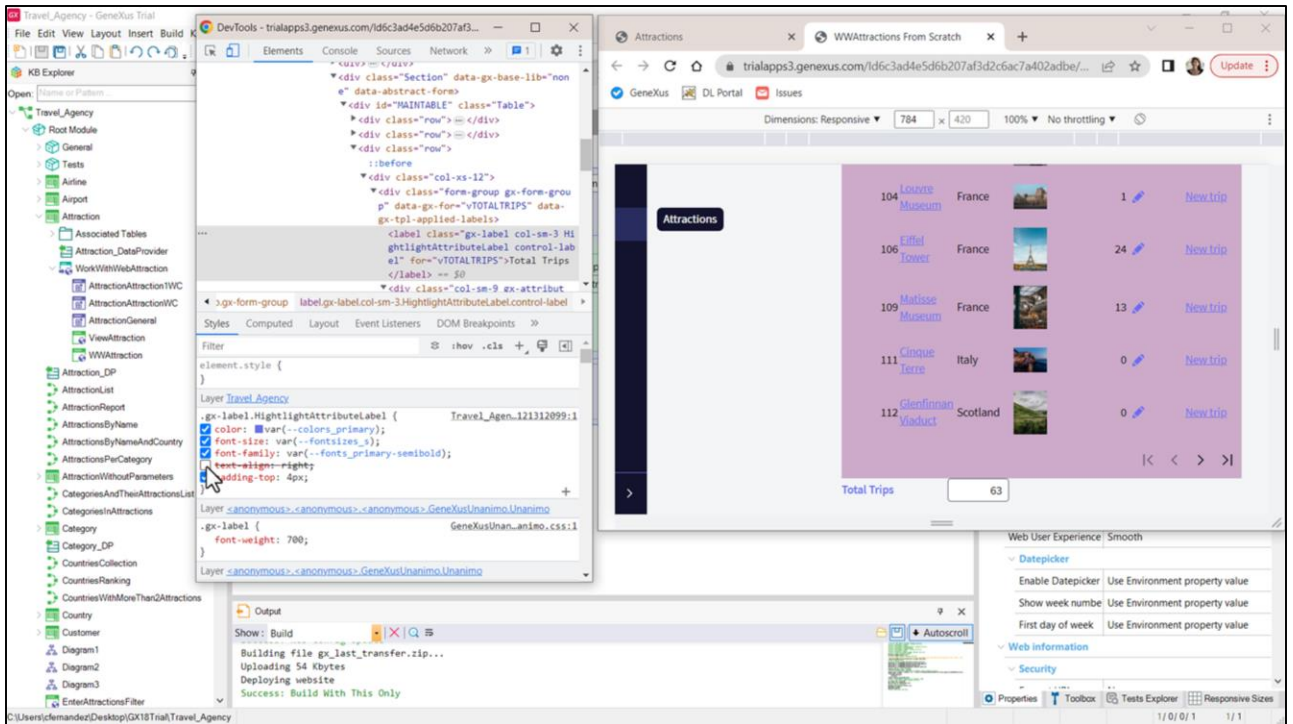 Travel_Agency - GeneXus Trial
File Edit View Layout Insert Build K
KB Explorer
Open: Name or Pattern...
Travel_Agency
Root Module
General
Tests
Airline
Airport
Attraction
Associated Tables
Attraction_DataProvider
WorkWithWebAttraction
AttractionAttraction1WC
AttractionAttractionWC
AttractionGeneral
ViewAttraction
WWAttraction
Attraction_DP
AttractionList
AttractionReport
AttractionsByName
AttractionsByNameAndCountry
AttractionsPerCategory
AttractionWithoutParameters
CategoriesAndTheirAttractionsList
CategoriesInAttractions
Category
Category_DP
CountriesCollection
CountriesRanking
CountriesWithMoreThan2Attractions
Country
Customer
Diagram1
Diagram2
Diagram3
EnterAttractionsFilter
C:\Users\cfernandez\Desktop\GX18Trial\Travel_Agency
DevTools - trialapps3.genexus.com/Id6c3ad4e5d6b207af3...
Elements Console Sources Network » 1
<div class="Section" data-gx-base-lib="non
e" data-abstract-form>
<div id="MAINTABLE" class="Table">
<div class="row"> </div>
<div class="row"> </div>
<div class="row">
::before
<div class="col-xs-12">
<div class="form-group gx-form-grou
p" data-gx-for="vTOTALTRIPS" data-
gx-tpl-applied-labels>
<label class="gx-label col-sm-3 Hi
ghtlightAttributeLabel control-lab
el" for="vTOTALTRIPS">Total Trips
</label> == $0
<div class="col-sm-9 gx-attribut
p.gx-form-group label.gx-label.col-sm-3.HightlightAttributeLabel.control-label
Styles Computed Layout Event Listeners DOM Breakpoints »
Filter :hov .cls +
element.style {
}
Layer Travel_Agency
.gx-label.HightlightAttributeLabel { Travel_Agen…121312099:1
color: var(--colors_primary);
font-size: var(--fontsizes_s);
font-family: var(--fonts_primary-semibold);
text-align: right;
padding-top: 4px;
}
Layer <anonymous>.<anonymous>.<anonymous>.GeneXusUnanimo.Unanimo
.gx-label { GeneXusUnan…animo.css:1
font-weight: 700;
}
Layer <anonymous>.<anonymous>.GeneXusUnanimo.Unanimo
Output
Show: Build
Autoscroll
Building file gx_last_transfer.zip...
Uploading 54 Kbytes
Deploying website
Success: Build With This Only
Attractions
WWAttractions From Scratch
trialapps3.genexus.com/Id6c3ad4e5d6b207af3d2c6ac7a402adbe/...
Update
GeneXus DL Portal Issues
Dimensions: Responsive 784 x 420 100% No throttling
Attractions
104 Louvre Museum France 1 New trip
106 Eiffel Tower France 24 New trip
109 Matisse Museum France 13 New trip
111 Cinque Terre Italy 0 New trip
112 Glenfinnan Viaduct Scotland 0 New trip
Total Trips 63
Web User Experience Smooth
Datepicker
Enable Datepicker Use Environment property value
Show week numbe Use Environment property value
First day of week Use Environment property value
Web information
Security
Properties Toolbox Tests Explorer Responsive Sizes
1/ 0/ 0/ 1 1/ 1